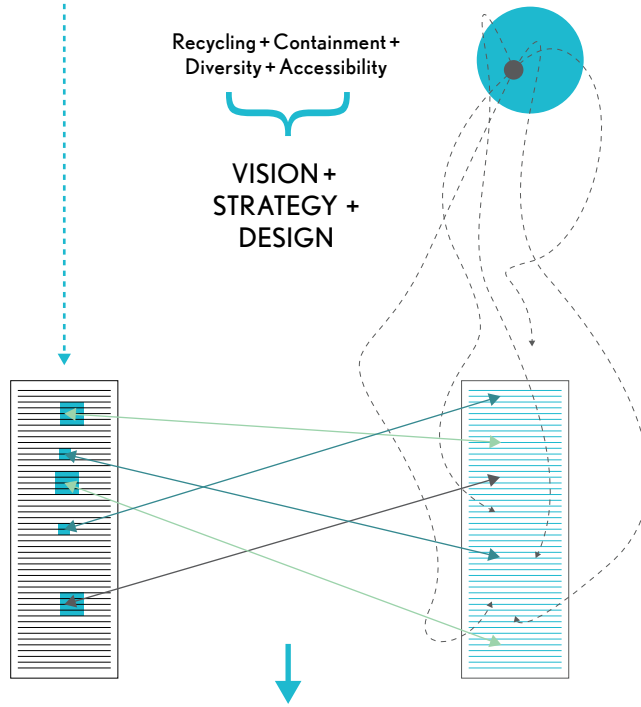 Recycling + Containment +
Diversity + Accessibility
VISION +
STRATEGY +
DESIGN